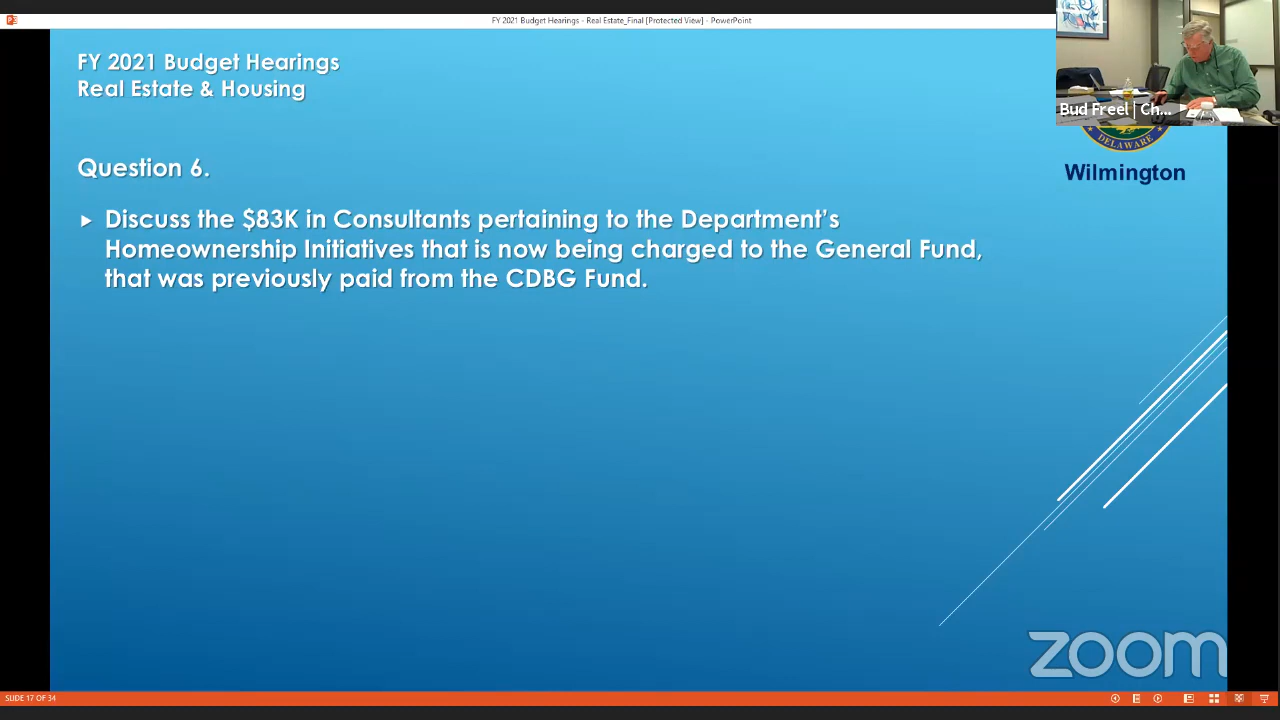 FY 2021 Budget Hearings - Real Estate_Final [Protected View] - PowerPoint
FY 2021 Budget Hearings
Real Estate & Housing
Bud Freel | Ch...
DELAWARE
Wilmington
Question 6.
Discuss the $83K in Consultants pertaining to the Department's
Homeownership Initiatives that is now being charged to the General Fund,
that was previously paid from the CDBG Fund.
zoom
SLIDE 17 OF 34